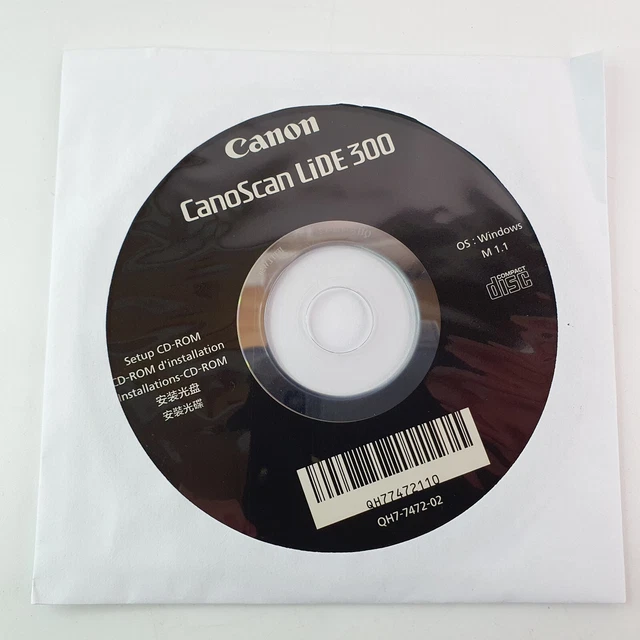 Canon
CanoScan LiDE 300
OS : Windows
M 1.1
COMPACT
disc
Setup CD-ROM
CD-ROM d'installation
Installations-CD-ROM
安装光盘
安裝光碟
QH77472110
QH7-7472-02